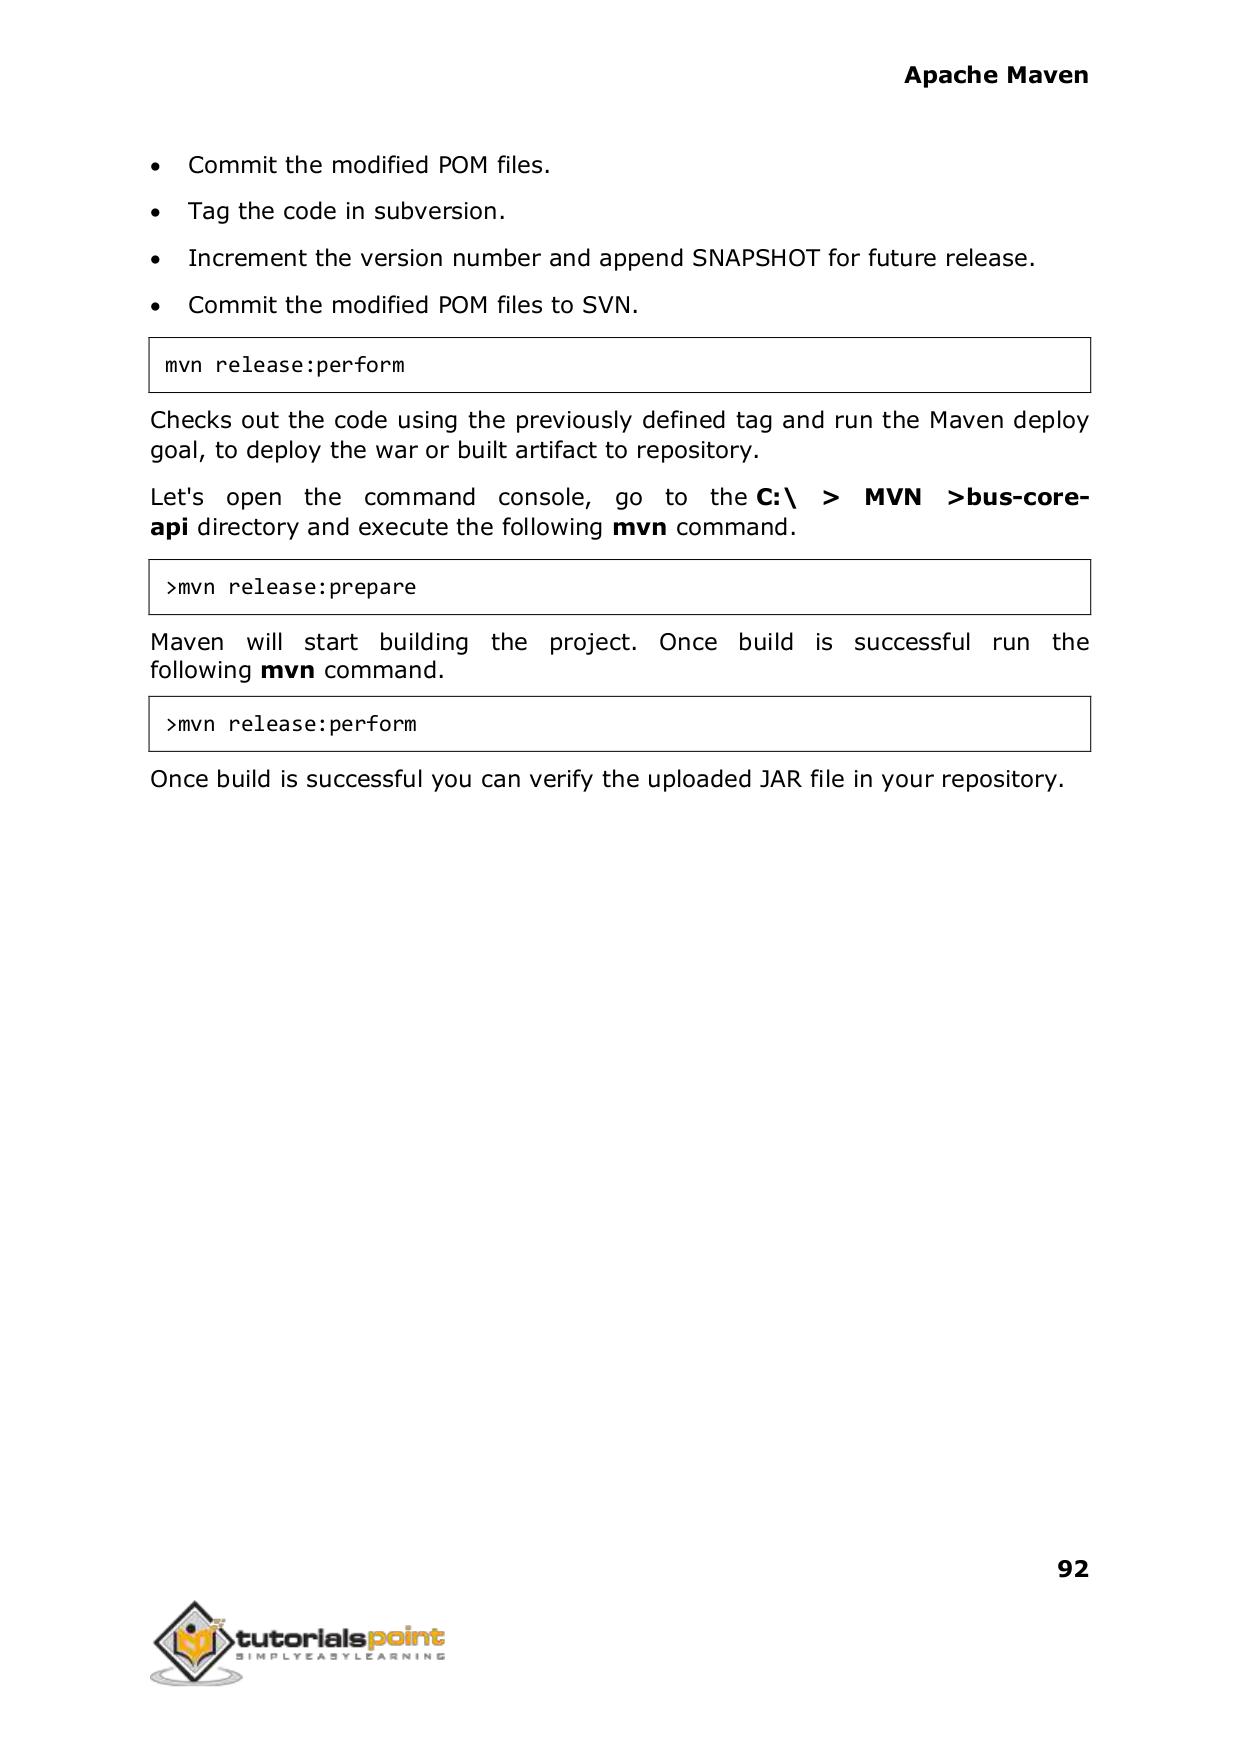 Apache Maven
• Commit the modified POM files.
• Tag the code in subversion.
• Increment the version number and append SNAPSHOT for future release.
• Commit the modified POM files to SVN.
mvn release:perform
Checks out the code using the previously defined tag and run the Maven deploy
goal, to deploy the war or built artifact to repository.
Let's open the command console, go to the C:\ > MVN >bus-core-
api directory and execute the following mvn command.
>mvn release:prepare
Maven will start building the project. Once build is successful run the
following mvn command.
>mvn release:perform
Once build is successful you can verify the uploaded JAR file in your repository.
92
tutorialspoint
SIMPLYEASYLEARNING